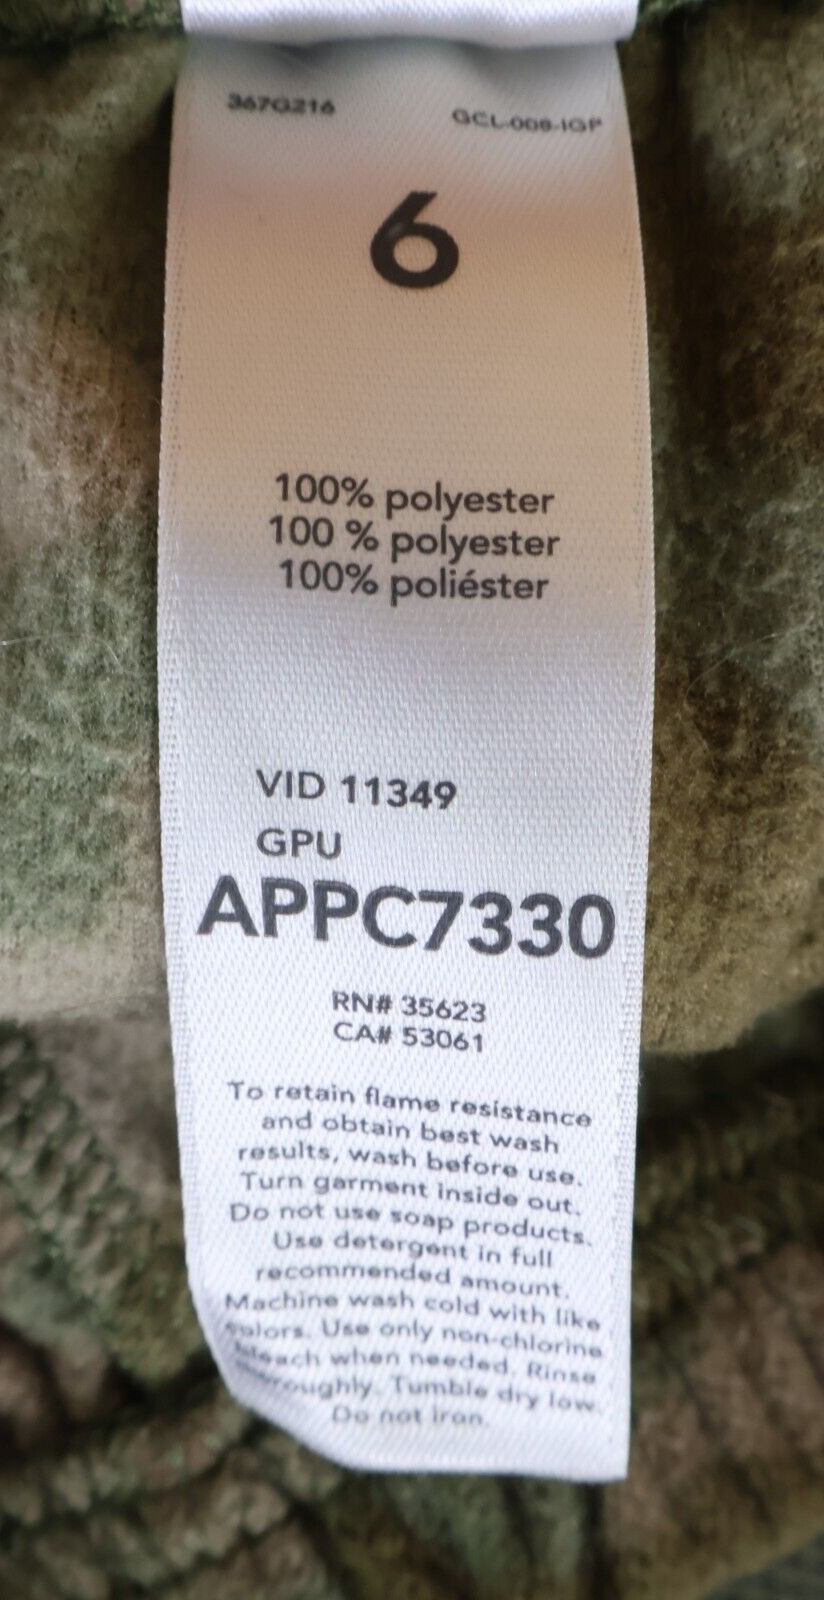 367G216 GCL-008-IGP
6
100% polyester
100 % polyester
100% poliéster
VID 11349
GPU
APPC7330
RN# 35623
CA# 53061
To retain flame resistance
and obtain best wash
results, wash before use.
Turn garment inside out.
Do not use soap products.
Use detergent in full
recommended amount.
Machine wash cold with like
colors. Use only non-chlorine
bleach when needed. Rinse
thoroughly. Tumble dry low.
Do not iron.